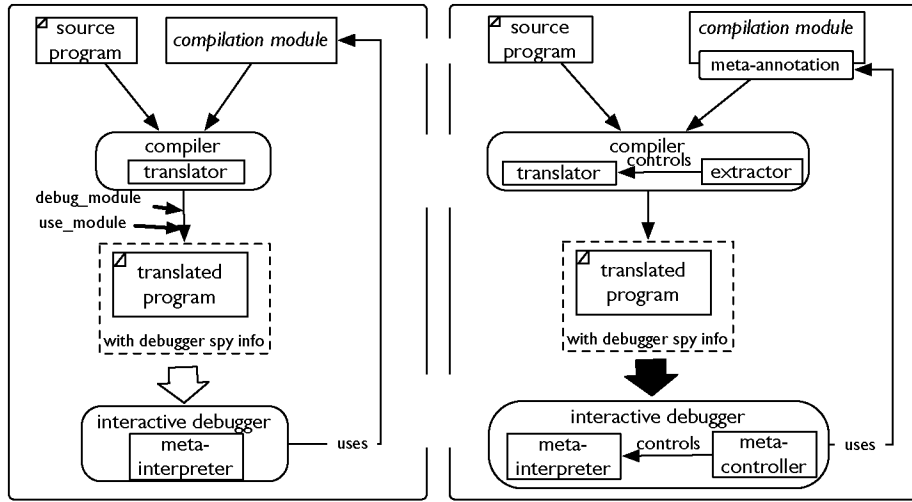 source
program
compilation module
compiler
translator
debug_module
use_module
translated
program
with debugger spy info
interactive debugger
meta-
interpreter
uses
source
program
compilation module
meta-annotation
compiler
controls
translator
extractor
translated
program
with debugger spy info
interactive debugger
meta-
interpreter
controls
meta-
controller
uses